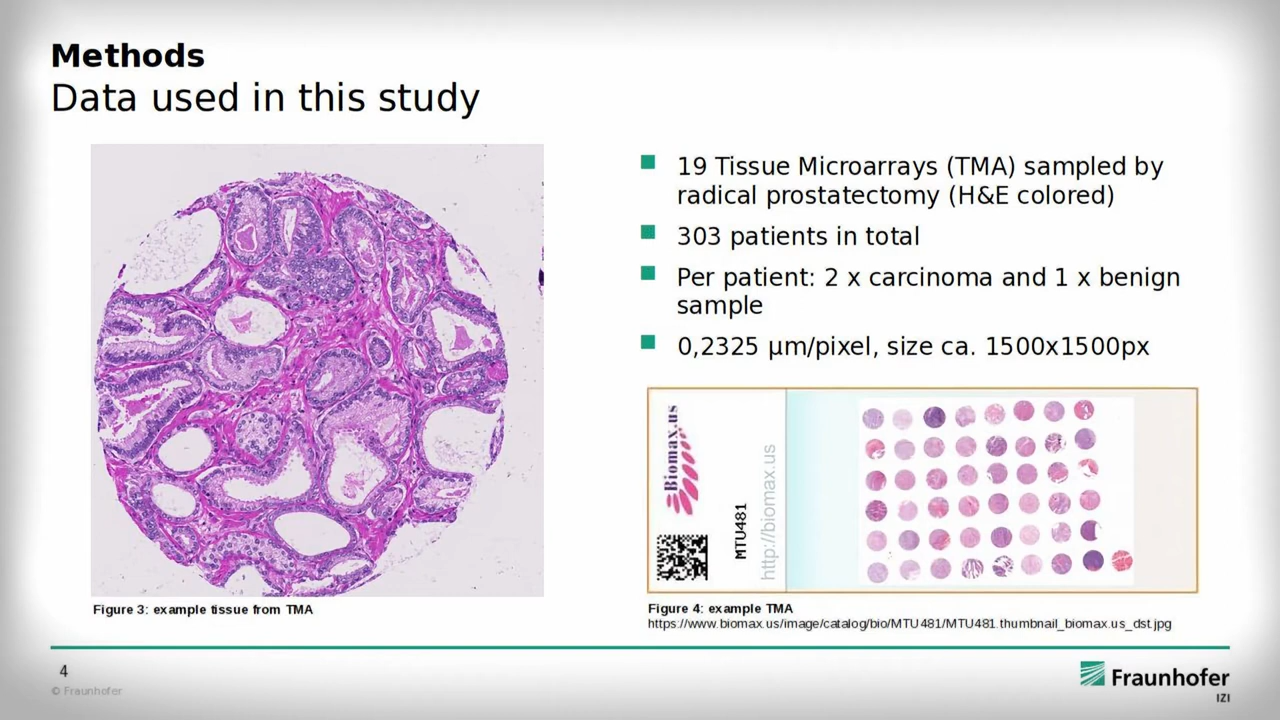 Methods
Data used in this study
19 Tissue Microarrays (TMA) sampled by
radical prostatectomy (H&E colored)
303 patients in total
Per patient: 2 x carcinoma and 1 x benign
sample
0,2325 µm/pixel, size ca. 1500x1500px
Biomax.us
MTU481
http://biomax.us
Figure 3: example tissue from TMA
Figure 4: example TMA
https://www.biomax.us/image/catalog/bio/MTU481/MTU481.thumbnail_biomax.us_dst.jpg
4
© Fraunhofer
Fraunhofer
IZI